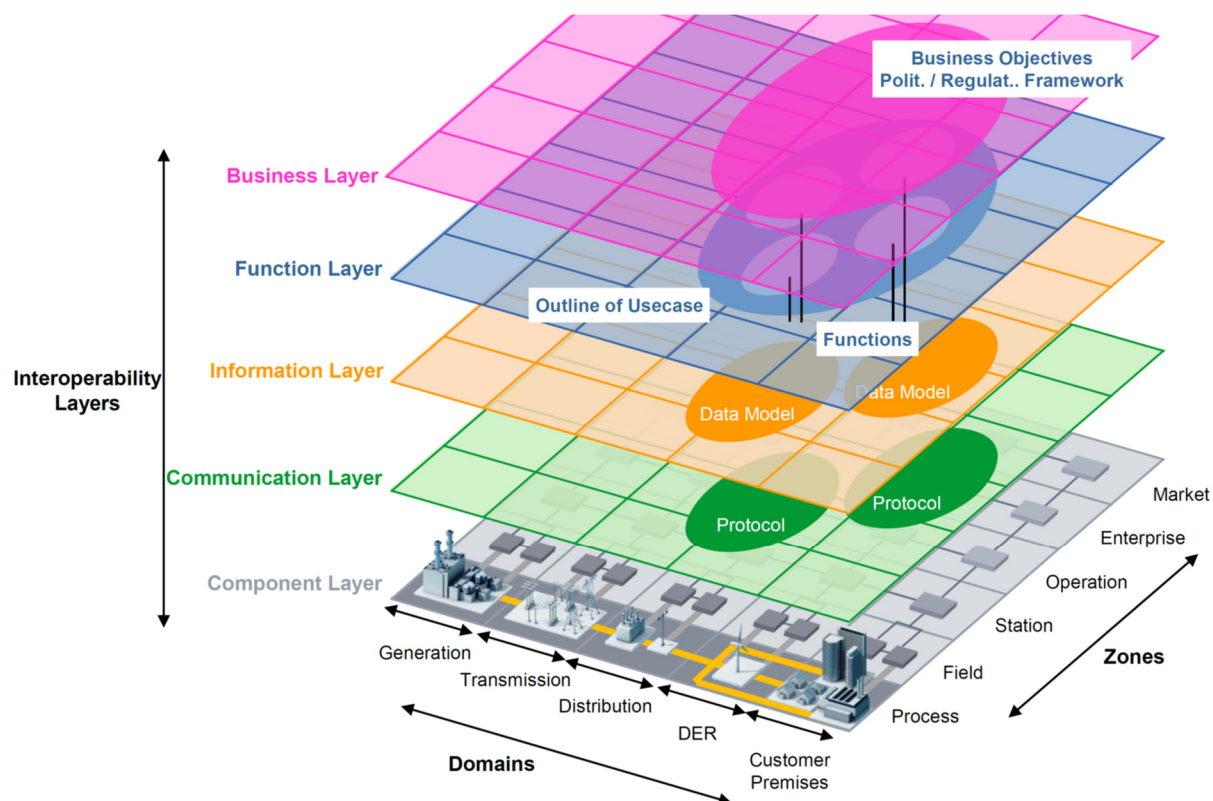 Business Objectives
Polit. / Regulat.. Framework
Business Layer
Function Layer
Outline of Usecase
Functions
Information Layer
Interoperability
Layers
Data Model
Data Model
Communication Layer
Protocol
Protocol
Component Layer
Market
Enterprise
Operation
Station
Field
Process
Zones
Generation
Transmission
Distribution
DER
Customer
Premises
Domains